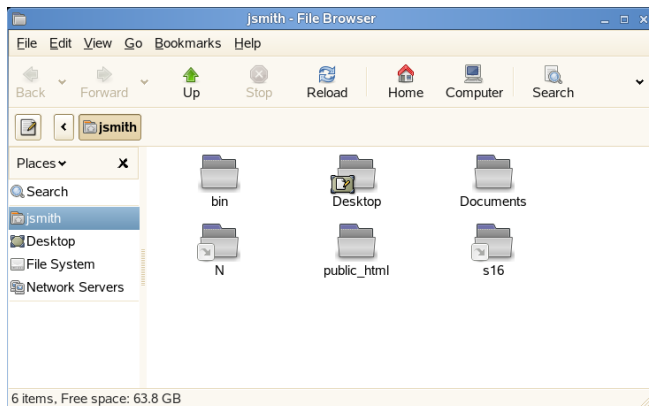 jsmith - File Browser
File Edit View Go Bookmarks Help
Back Forward Up Stop Reload Home Computer Search
jsmith
Places
Search
jsmith
Desktop
File System
Network Servers
bin Desktop Documents
N public_html s16
6 items, Free space: 63.8 GB